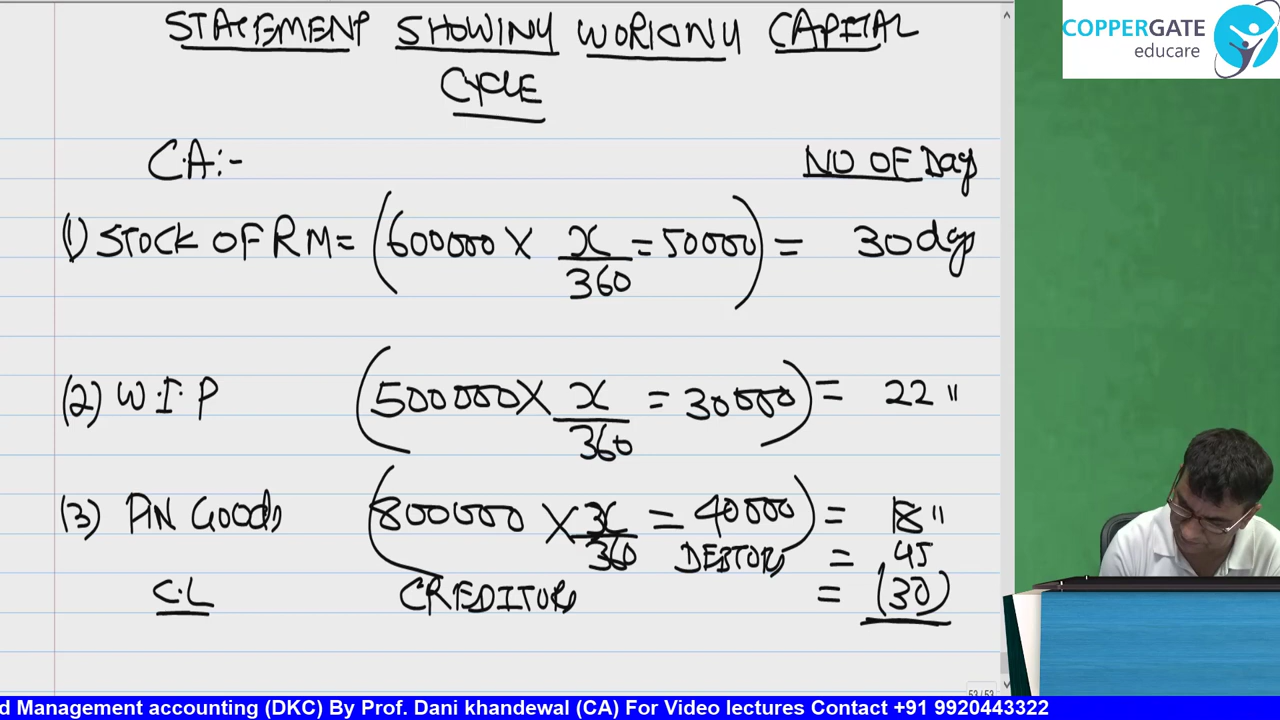 STATEMENT SHOWING WORKING CAPITAL
CYCLE
COPPERGATE
educare
C.A:-
NO OF Days
(1) STOCK OF RM = (600000 X x/360 = 50000) = 30 days
(2) W.I.P (500000 X x/360 = 30000) = 22 "
(3) FIN Goods (800000 X x/360 = 40000) = 18 "
DEBTORS = 45
C.L CREDITORS = (30)
53/53
d Management accounting (DKC) By Prof. Dani khandewal (CA) For Video lectures Contact +91 9920443322